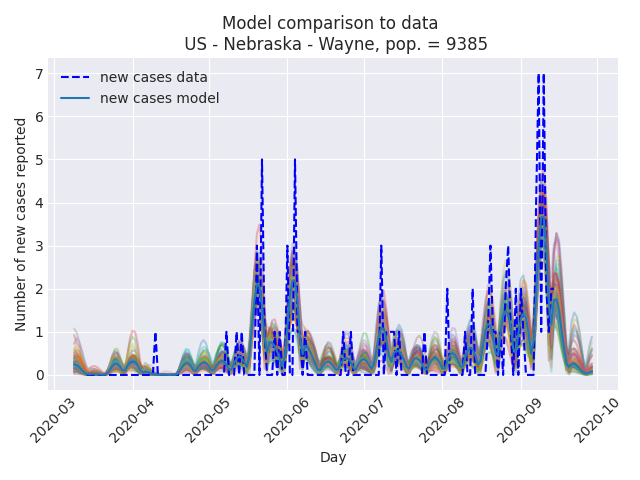 Model comparison to data
US - Nebraska - Wayne, pop. = 9385
new cases data
new cases model
Number of new cases reported
7
6
5
4
3
2
1
0
2020-03
2020-04
2020-05
2020-06
2020-07
2020-08
2020-09
2020-10
Day